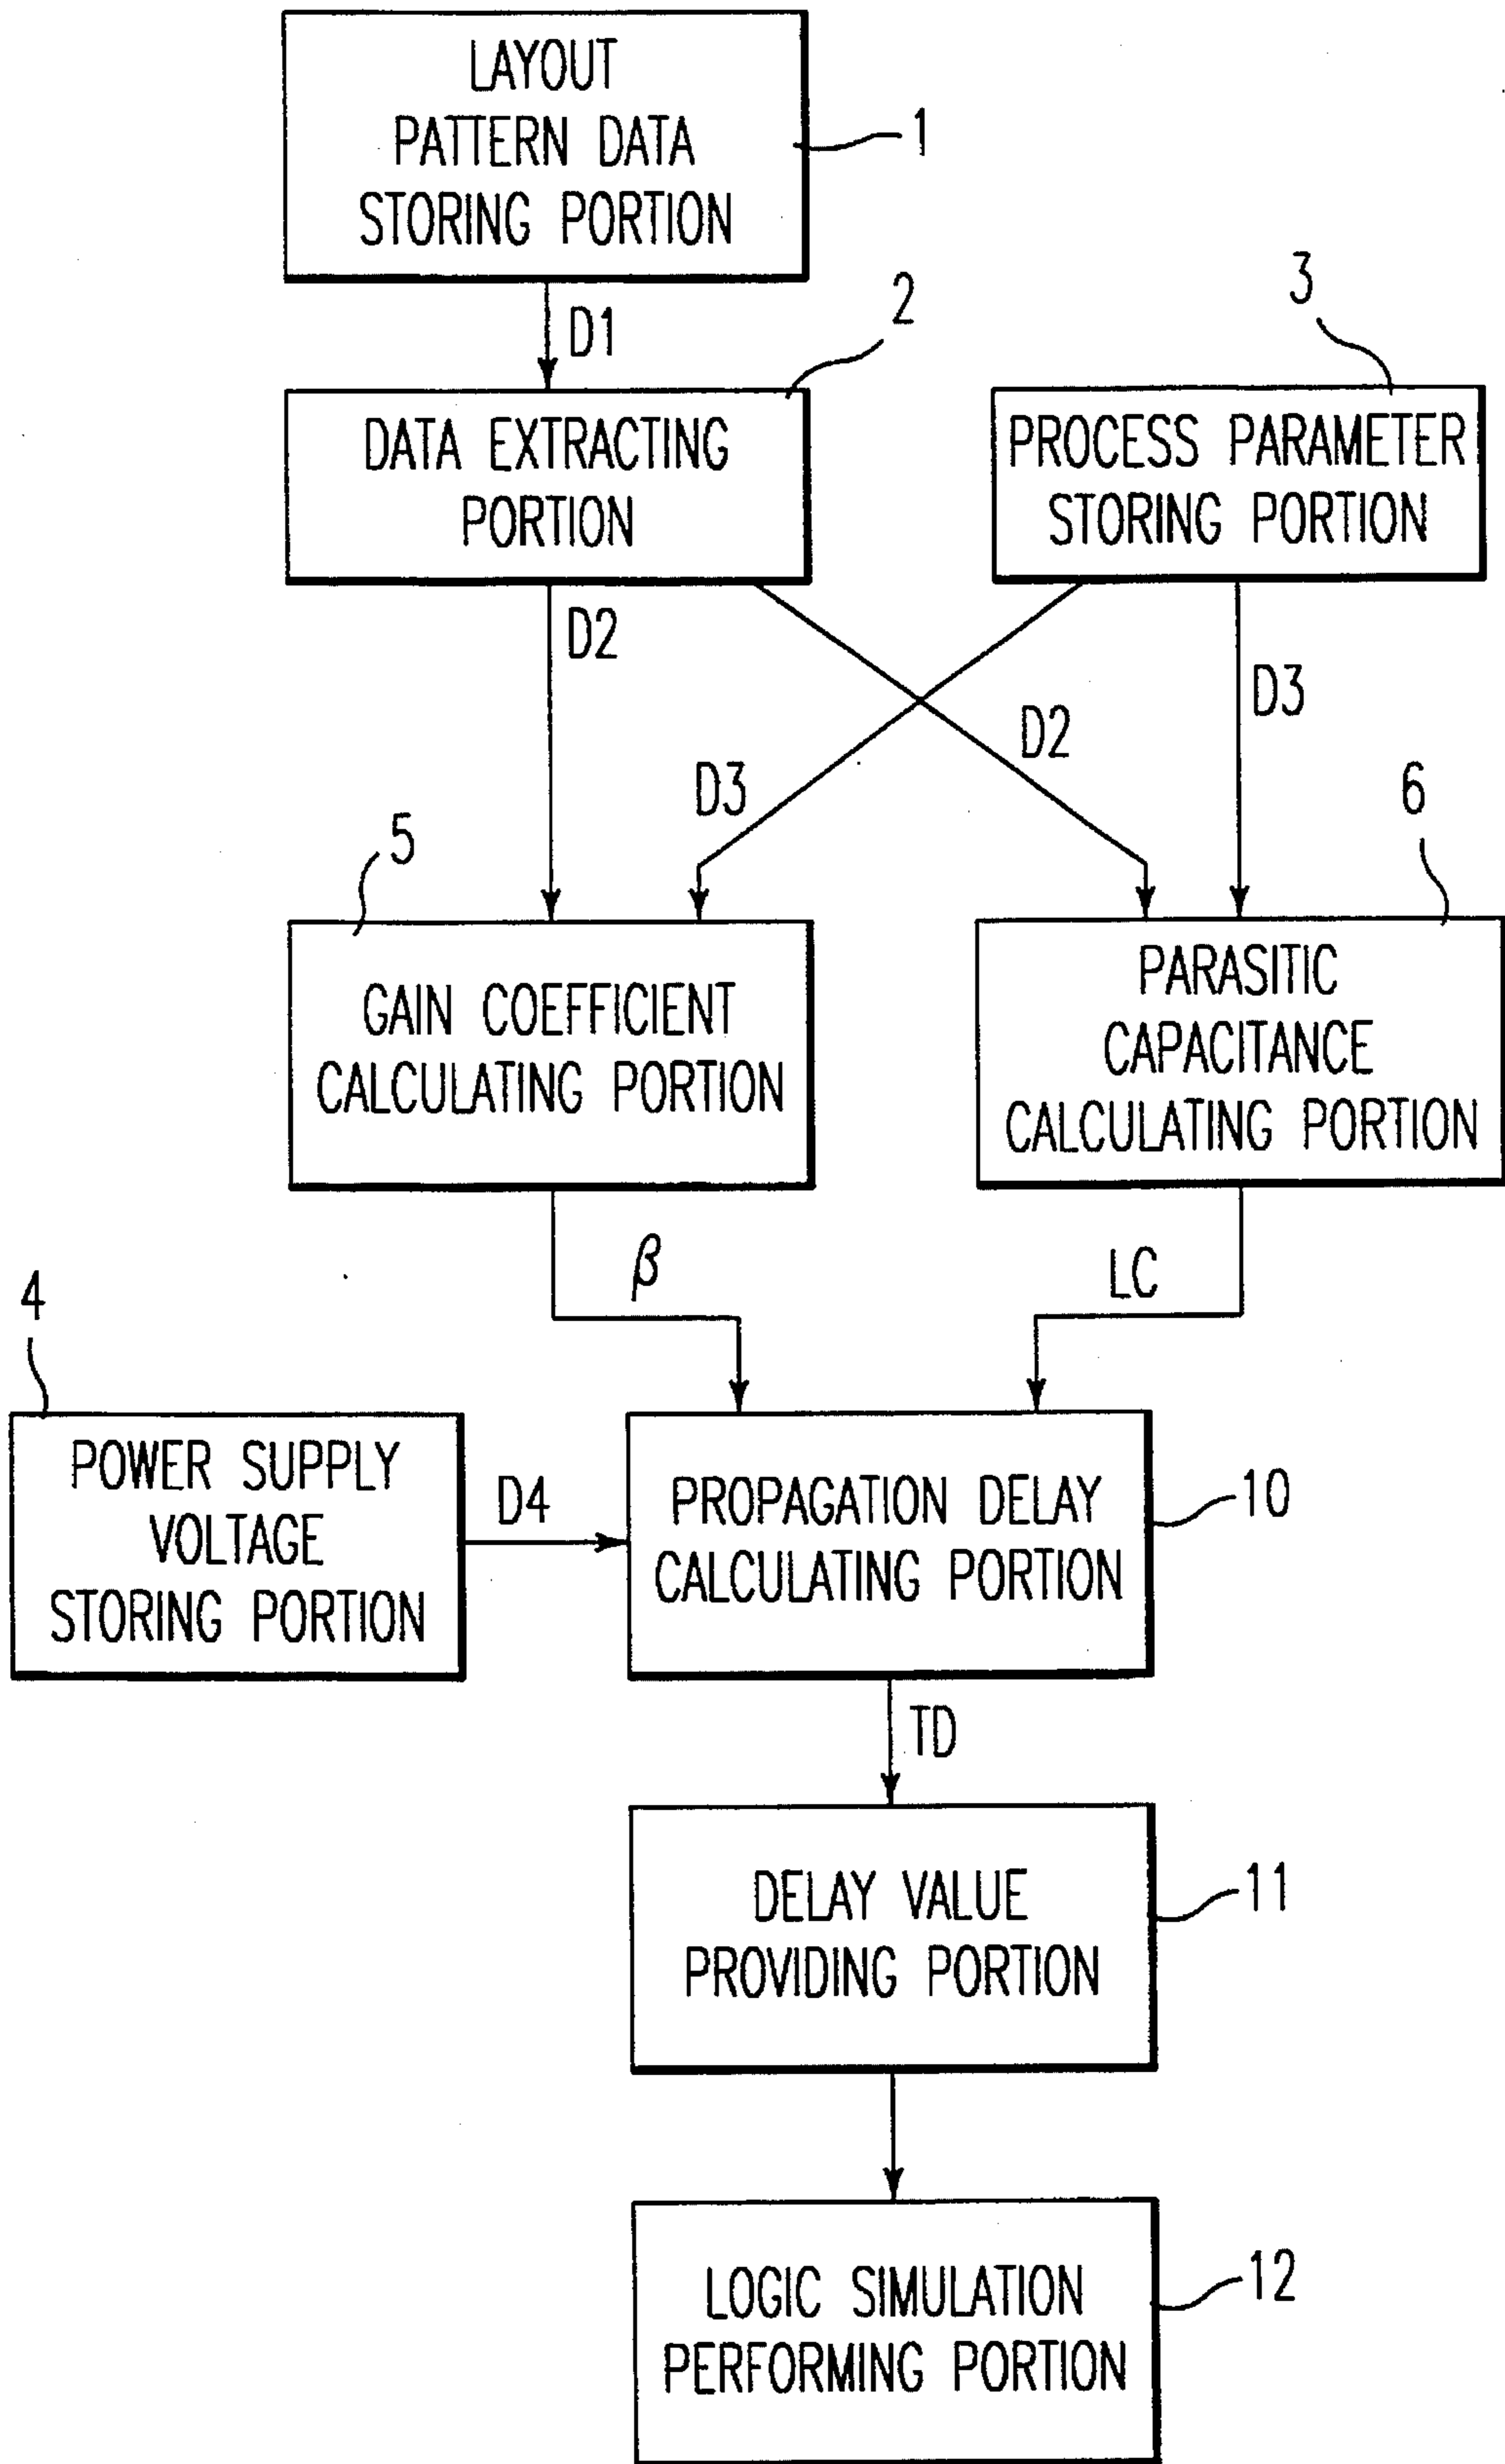 LAYOUT
PATTERN DATA
STORING PORTION
1
D1
2
3
DATA EXTRACTING
PORTION
PROCESS PARAMETER
STORING PORTION
D2
D3
D2
D3
5
6
GAIN COEFFICIENT
CALCULATING PORTION
PARASITIC
CAPACITANCE
CALCULATING PORTION
β
LC
4
POWER SUPPLY
VOLTAGE
STORING PORTION
D4
PROPAGATION DELAY
CALCULATING PORTION
10
TD
DELAY VALUE
PROVIDING PORTION
11
LOGIC SIMULATION
PERFORMING PORTION
12